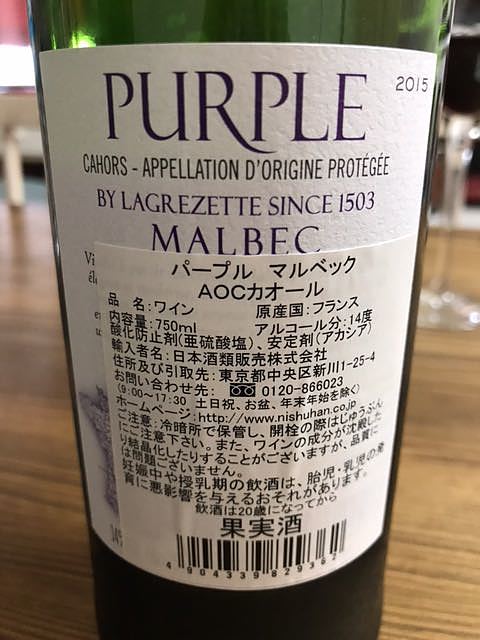 PURPLE
2015
CAHORS - APPELLATION D'ORIGINE PROTÉGÉE
BY LAGREZETTE SINCE 1503
MALBEC
パープル マルベック
AOCカオール
品 名:ワイン 原産国:フランス
内容量:750ml アルコール分:14度
酸化防止剤(亜硫酸塩)、安定剤(アカシア)
輸入者名:日本酒類販売株式会社
住所及び引取先:東京都中央区新川1-25-4
お問い合わせ先: 0120-866023
(9:00～17:30 土日祝、お盆、年末年始を除く)
ホームページ:http://www.nishuhan.co.jp
ご注意:冷暗所で保管し、開栓の際はじゅうぶん
にご注意下さい。また、ワインの成分が沈殿した
り結晶化したりすることがございますが、品質に
は問題ございません。
妊娠中や授乳期の飲酒は、胎児・乳児の発
育に悪影響を与えるおそれがあります。
飲酒は20歳になってから
果実酒
4 904339 829362